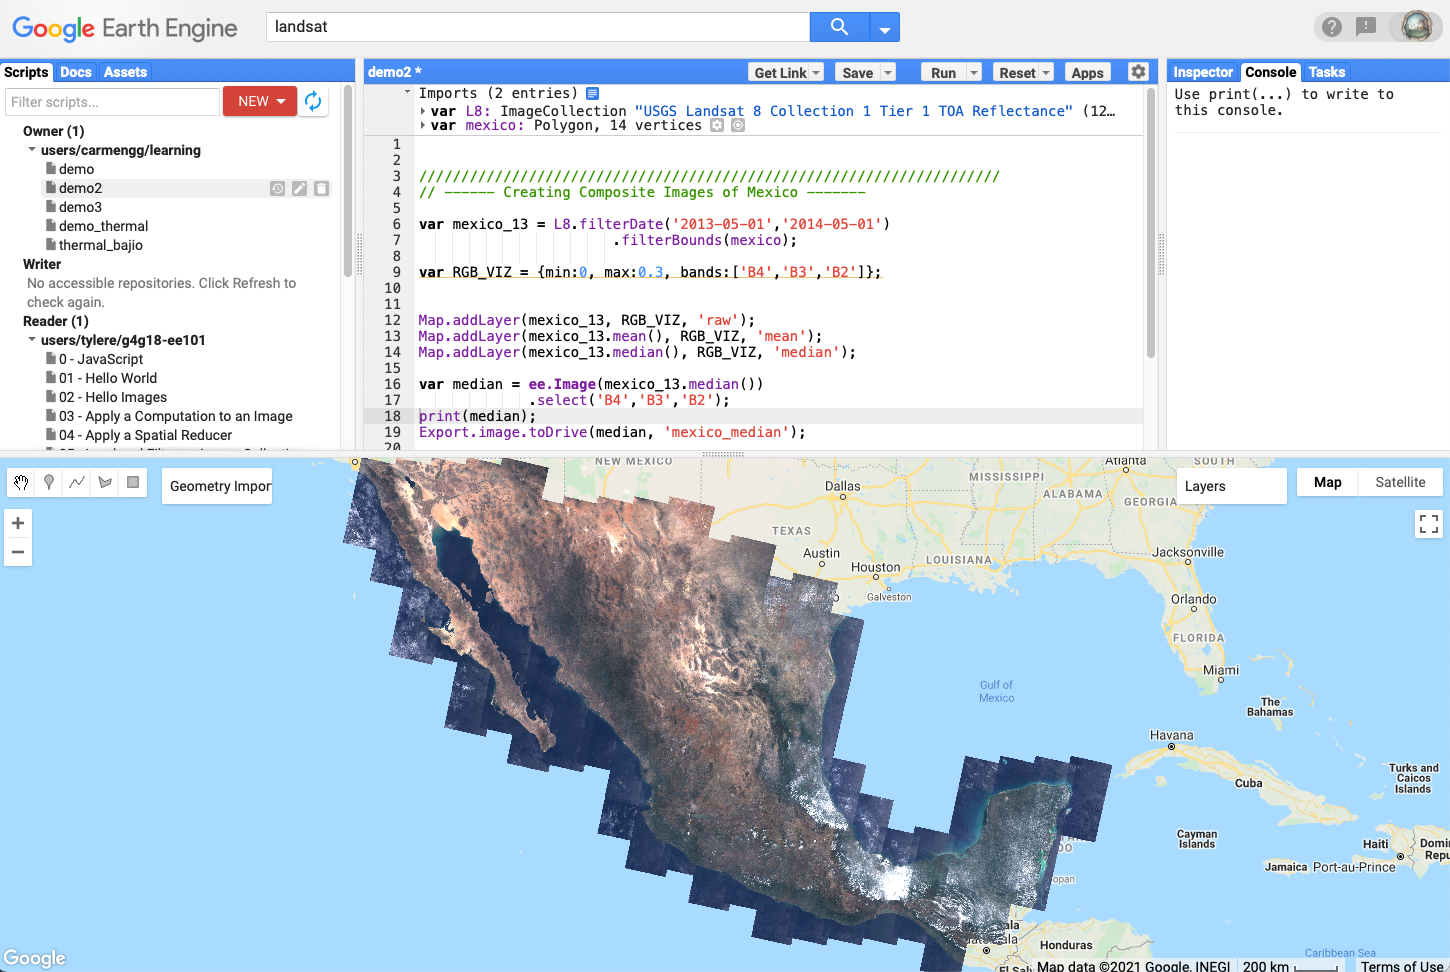 Google Earth Engine
landsat
Scripts Docs Assets
Filter scripts...
NEW
Owner (1)
users/carmengg/learning
demo
demo2
demo3
demo_thermal
thermal_bajio
Writer
No accessible repositories. Click Refresh to
check again.
Reader (1)
users/tylere/g4g18-ee101
0 - JavaScript
01 - Hello World
02 - Hello Images
03 - Apply a Computation to an Image
04 - Apply a Spatial Reducer
demo2 *
Get Link Save Run Reset Apps
Imports (2 entries)
var L8: ImageCollection "USGS Landsat 8 Collection 1 Tier 1 TOA Reflectance" (12…
var mexico: Polygon, 14 vertices
1
2
3 /////////////////////////////////////////////////////////////////////
4 // ------ Creating Composite Images of Mexico -------
5
6 var mexico_13 = L8.filterDate('2013-05-01','2014-05-01')
7 .filterBounds(mexico);
8
9 var RGB_VIZ = {min:0, max:0.3, bands:['B4','B3','B2']};
10
11
12 Map.addLayer(mexico_13, RGB_VIZ, 'raw');
13 Map.addLayer(mexico_13.mean(), RGB_VIZ, 'mean');
14 Map.addLayer(mexico_13.median(), RGB_VIZ, 'median');
15
16 var median = ee.Image(mexico_13.median())
17 .select('B4','B3','B2');
18 print(median);
19 Export.image.toDrive(median, 'mexico_median');
20
Inspector Console Tasks
Use print(...) to write to
this console.
Geometry Impor
Layers
Map Satellite
NEW MEXICO
Dallas
TEXAS
Austin
Houston
Galveston
LOUISIANA
MISSISSIPPI
ALABAMA
Atlanta
GEORGIA
SOUTH
Jacksonville
Orlando
FLORIDA
Miami
Gulf of
Mexico
The
Bahamas
Havana
Cuba
Turks and
Caicos
Islands
Cayman
Islands
Haiti
Jamaica Port-au-Prince
Honduras
Caribbean Sea
Google
Map data ©2021 Google, INEGI 200 km Terms of Use